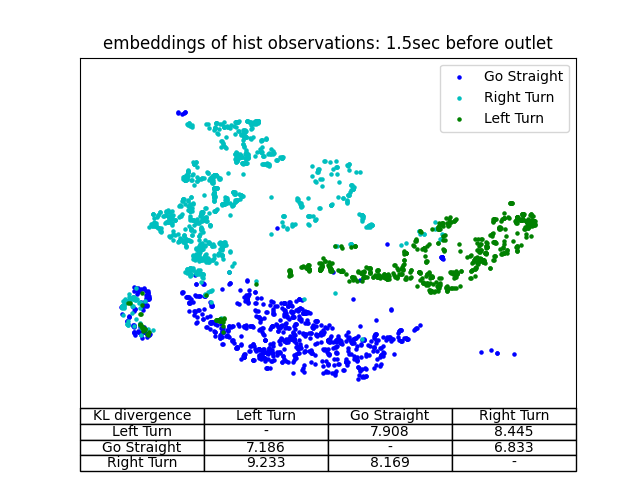 embeddings of hist observations: 1.5sec before outlet
Go Straight
Right Turn
Left Turn
KL divergence Left Turn Go Straight Right Turn
Left Turn - 7.908 8.445
Go Straight 7.186 - 6.833
Right Turn 9.233 8.169 -